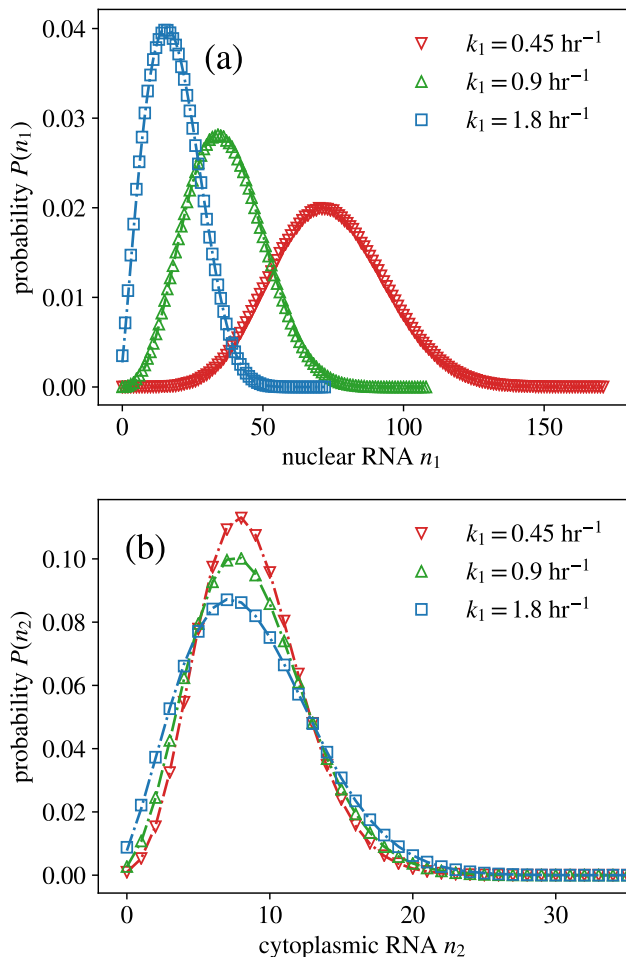 (a)
k₁ = 0.45 hr⁻¹
k₁ = 0.9 hr⁻¹
k₁ = 1.8 hr⁻¹
probability P(n₁)
0.04
0.03
0.02
0.01
0.00
0 50 100 150
nuclear RNA n₁
(b)
k₁ = 0.45 hr⁻¹
k₁ = 0.9 hr⁻¹
k₁ = 1.8 hr⁻¹
probability P(n₂)
0.10
0.08
0.06
0.04
0.02
0.00
0 10 20 30
cytoplasmic RNA n₂